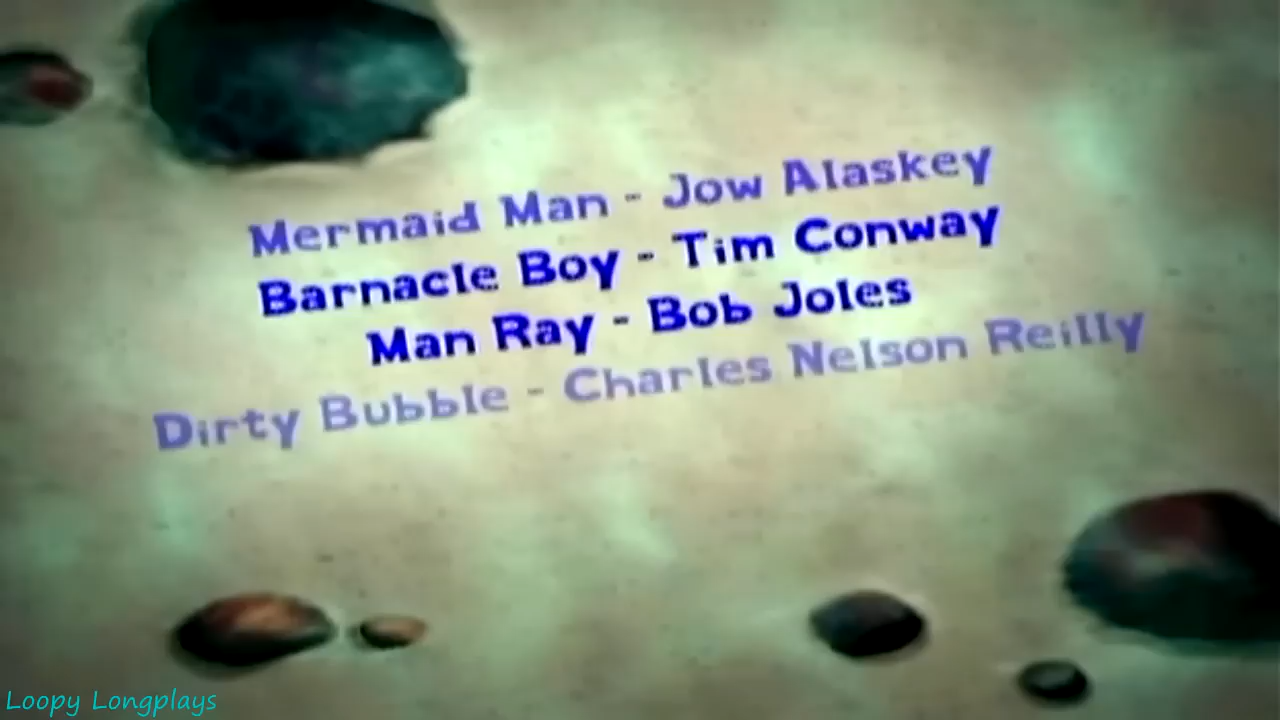 Mermaid Man - Jow Alaskey
Barnacle Boy - Tim Conway
Man Ray - Bob Joles
Dirty Bubble - Charles Nelson Reilly
Loopy Longplays